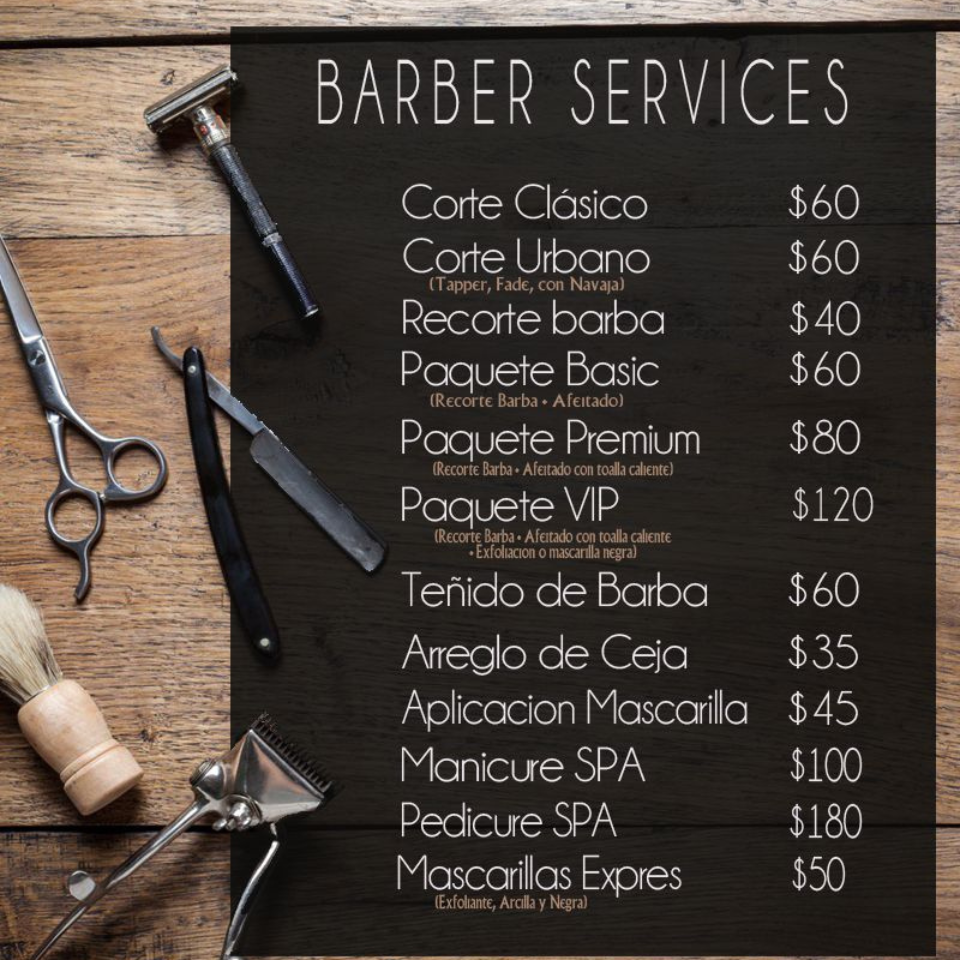 BARBER SERVICES
Corte Clásico $60
Corte Urbano $60
(Tapper, Fade, con Navaja)
Recorte barba $40
Paquete Basic $60
(Recorte Barba • Afeitado)
Paquete Premium $80
(Recorte Barba • Afeitado con toalla caliente)
Paquete VIP $120
(Recorte Barba • Afeitado con toalla caliente
• Exfoliacion o mascarilla negra)
Teñido de Barba $60
Arreglo de Ceja $35
Aplicacion Mascarilla $45
Manicure SPA $100
Pedicure SPA $180
Mascarillas Expres $50
(Exfoliante, Arcilla y Negra)